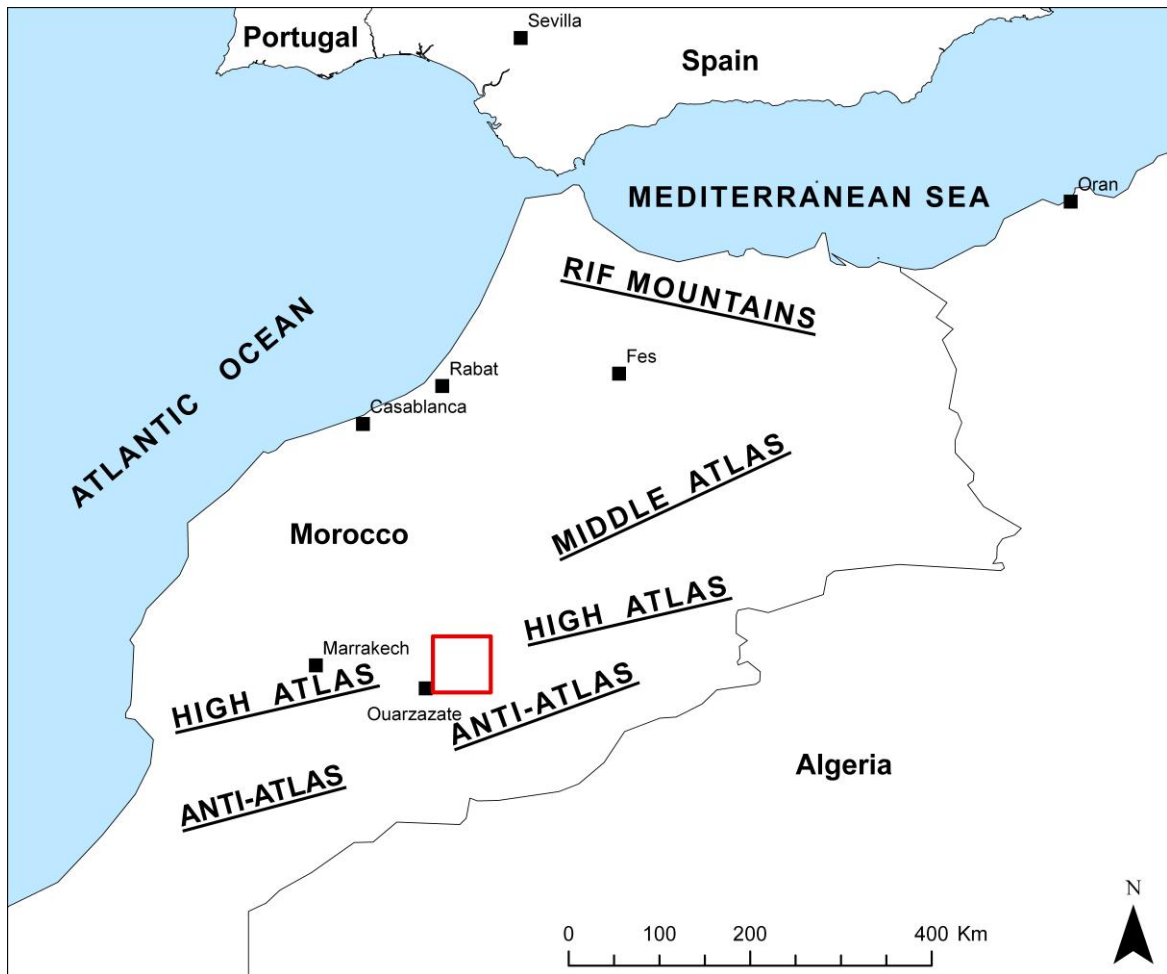 Sevilla
Portugal
Spain
Oran
MEDITERRANEAN SEA
RIF MOUNTAINS
ATLANTIC OCEAN
Fes
Rabat
Casablanca
MIDDLE ATLAS
Morocco
HIGH ATLAS
Marrakech
HIGH ATLAS
ANTI-ATLAS
Ouarzazate
Algeria
ANTI-ATLAS
N
0 100 200 400 Km